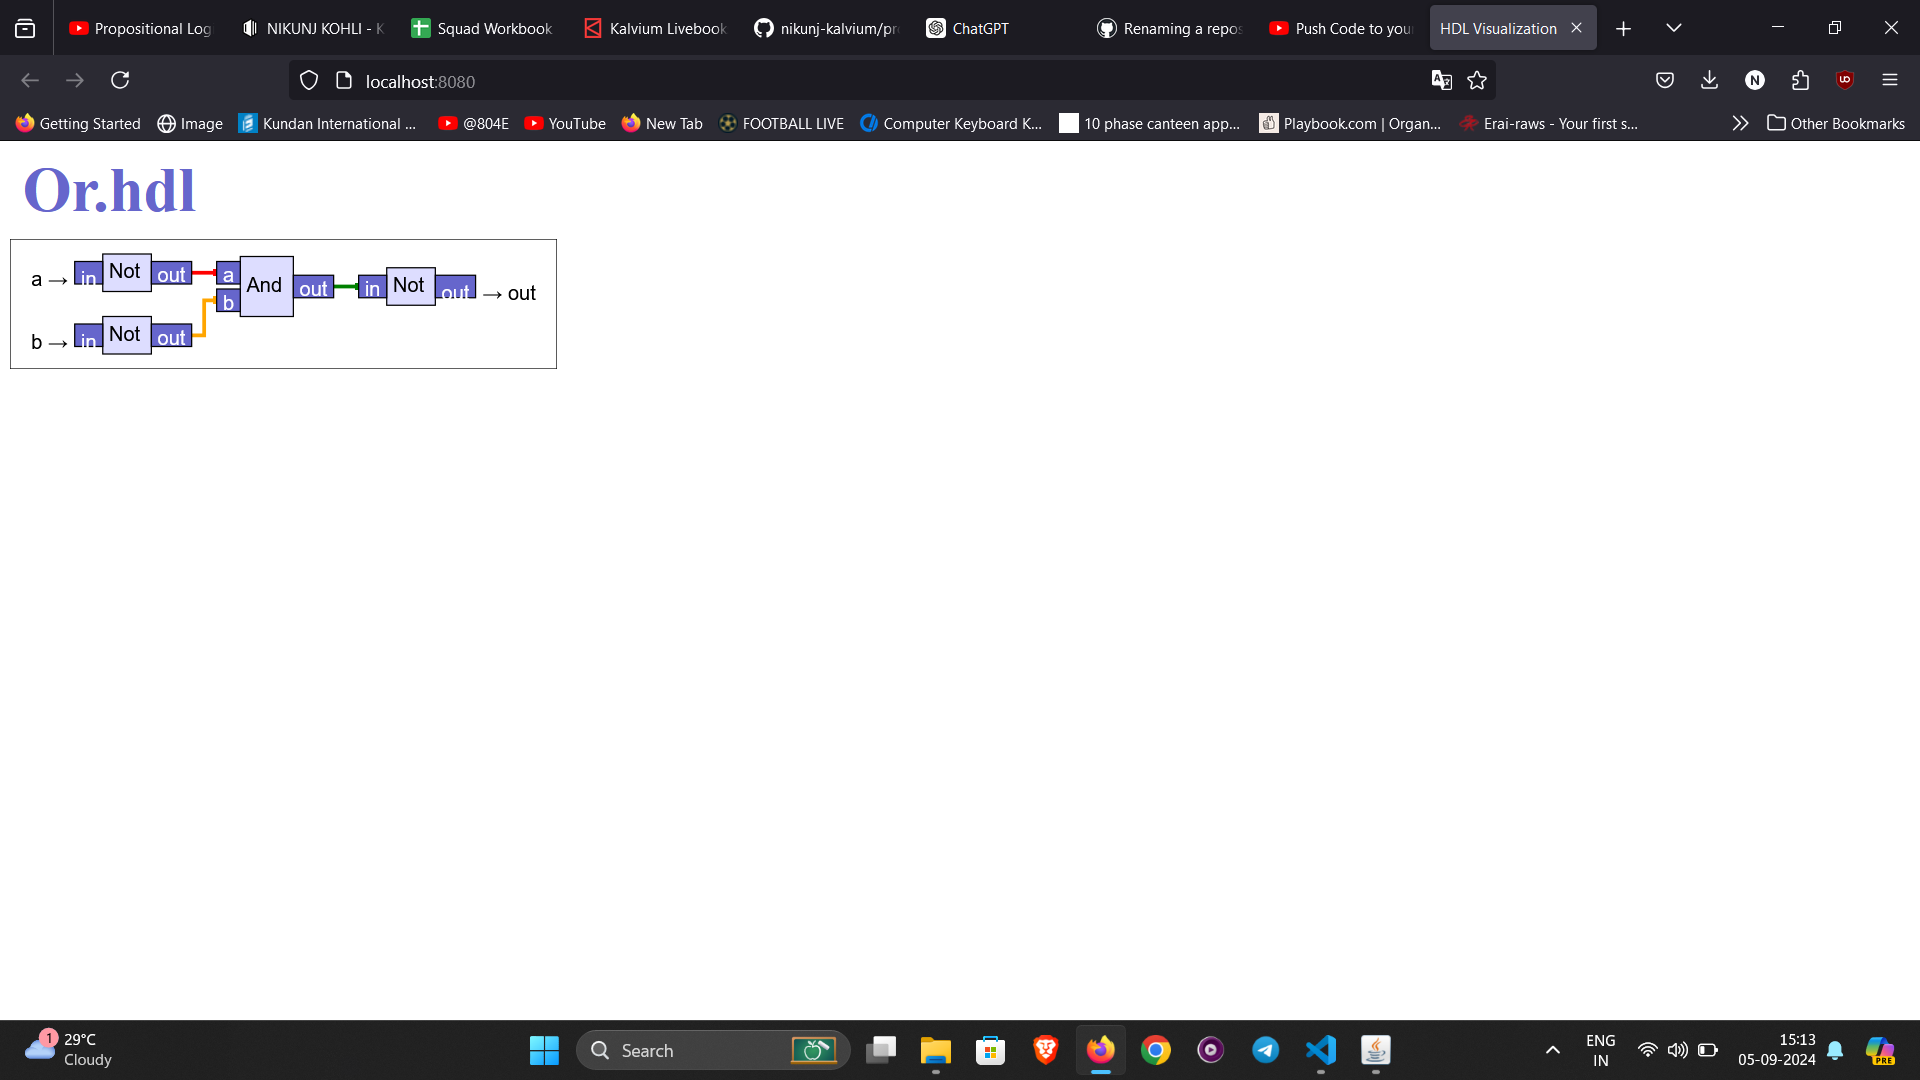 Propositional Log
NIKUNJ KOHLI - K
Squad Workbook
Kalvium Livebook
nikunj-kalvium/pr
ChatGPT
Renaming a repos
Push Code to your
HDL Visualization
localhost:8080
N
Getting Started
Image
Kundan International ...
@804E
YouTube
New Tab
FOOTBALL LIVE
Computer Keyboard K...
10 phase canteen app...
Playbook.com | Organ...
Erai-raws - Your first s...
Other Bookmarks
Or.hdl
a → in Not out a And out in Not out → out
b
b → in Not out
1
29°C
Cloudy
Search
ENG
IN
15:13
05-09-2024
PRE